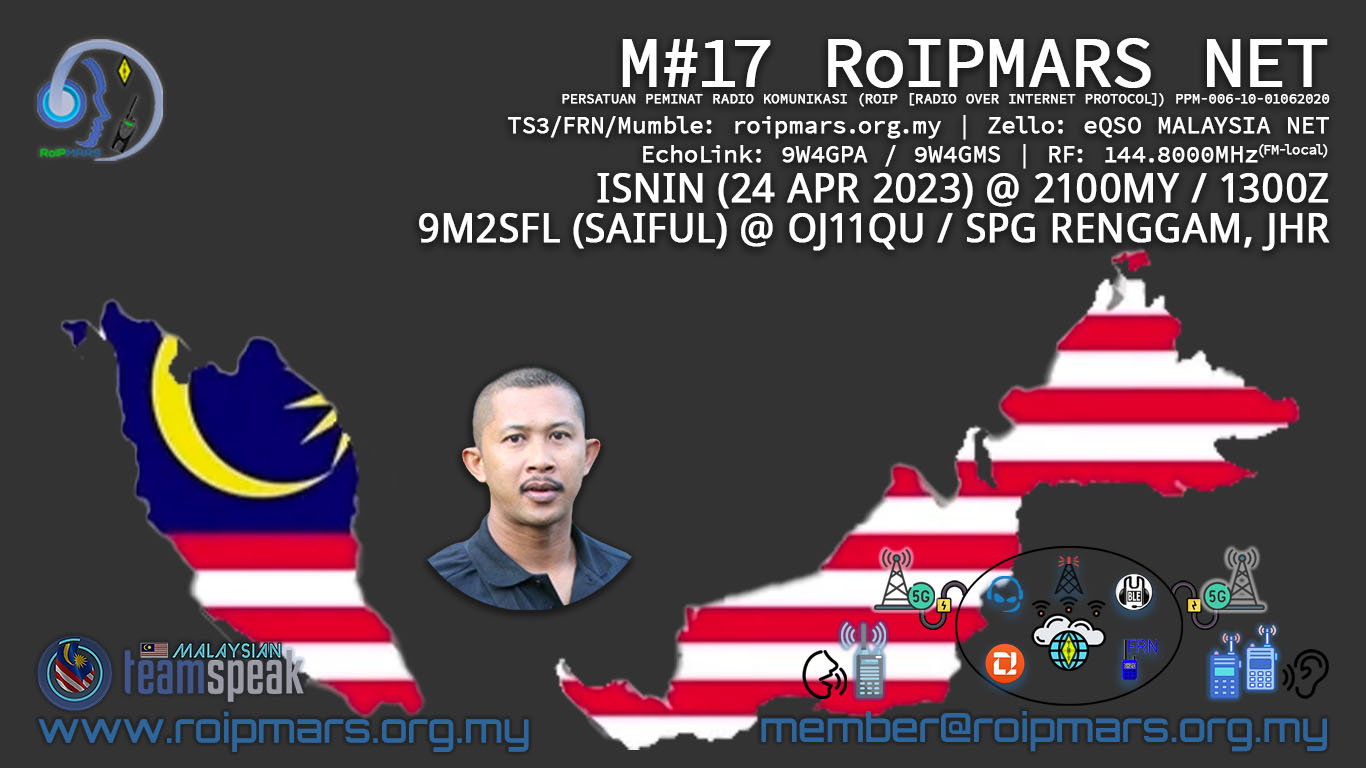 M#17 RoIPMARS NET
PERSATUAN PEMINAT RADIO KOMUNIKASI (ROIP [RADIO OVER INTERNET PROTOCOL]) PPM-006-10-01062020
TS3/FRN/Mumble: roipmars.org.my | Zello: eQSO MALAYSIA NET
EchoLink: 9W4GPA / 9W4GMS | RF: 144.8000MHz(FM-local)
ISNIN (24 APR 2023) @ 2100MY / 1300Z
9M2SFL (SAIFUL) @ OJ11QU / SPG RENGGAM, JHR
RoIPMARS
5G
BLE
5G
FRN
MALAYSIAN
teamspeak
www.roipmars.org.my
member@roipmars.org.my